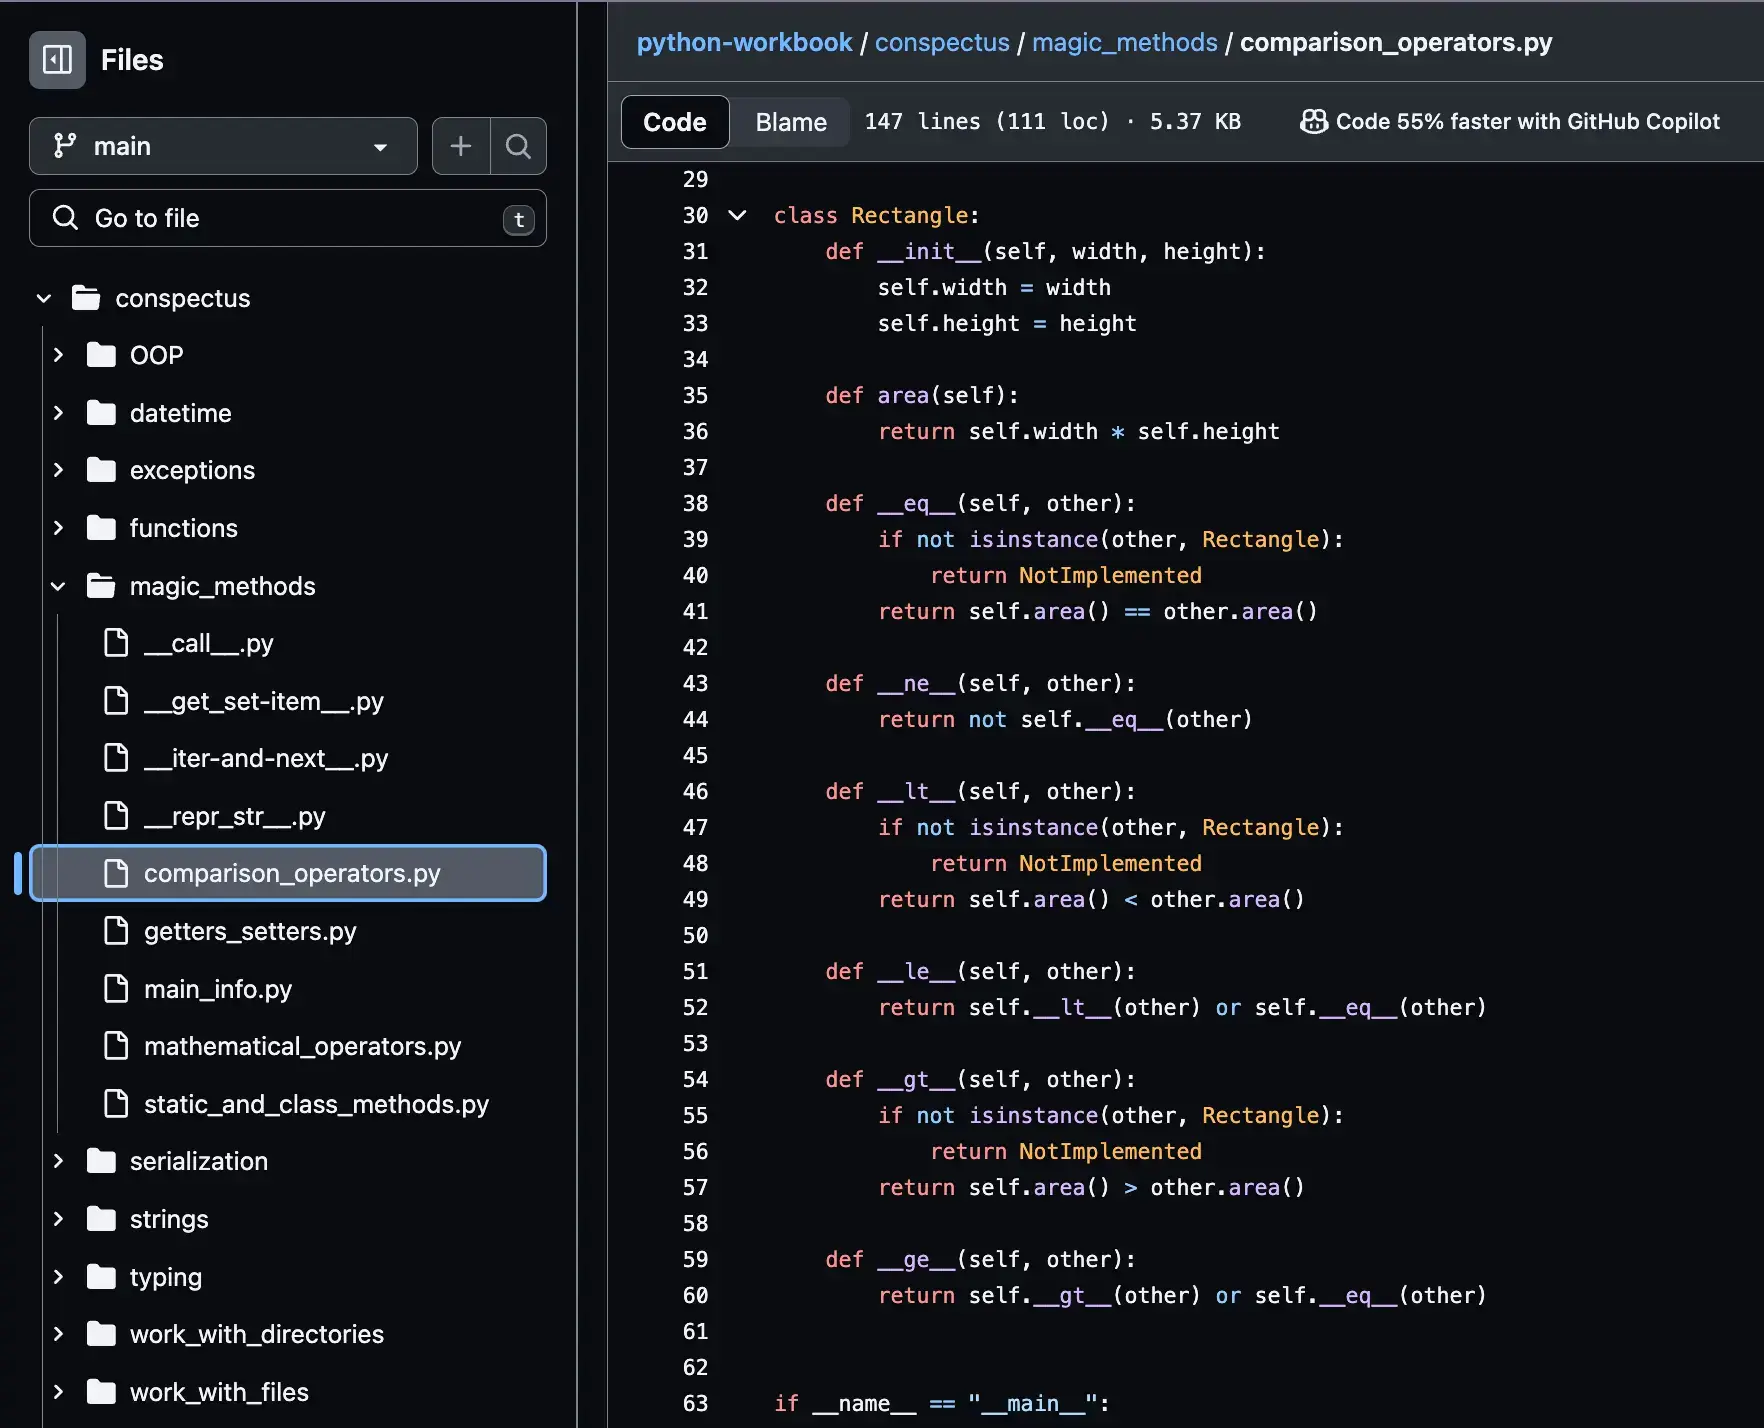 Files
main
Go to file
t
conspectus
OOP
datetime
exceptions
functions
magic_methods
__call__.py
__get_set-item__.py
__iter-and-next__.py
__repr_str__.py
comparison_operators.py
getters_setters.py
main_info.py
mathematical_operators.py
static_and_class_methods.py
serialization
strings
typing
work_with_directories
work_with_files
python-workbook / conspectus / magic_methods / comparison_operators.py
Code Blame 147 lines (111 loc) · 5.37 KB Code 55% faster with GitHub Copilot
29
30 class Rectangle:
31     def __init__(self, width, height):
32         self.width = width
33         self.height = height
34
35     def area(self):
36         return self.width * self.height
37
38     def __eq__(self, other):
39         if not isinstance(other, Rectangle):
40             return NotImplemented
41         return self.area() == other.area()
42
43     def __ne__(self, other):
44         return not self.__eq__(other)
45
46     def __lt__(self, other):
47         if not isinstance(other, Rectangle):
48             return NotImplemented
49         return self.area() < other.area()
50
51     def __le__(self, other):
52         return self.__lt__(other) or self.__eq__(other)
53
54     def __gt__(self, other):
55         if not isinstance(other, Rectangle):
56             return NotImplemented
57         return self.area() > other.area()
58
59     def __ge__(self, other):
60         return self.__gt__(other) or self.__eq__(other)
61
62
63 if __name__ == "__main__":